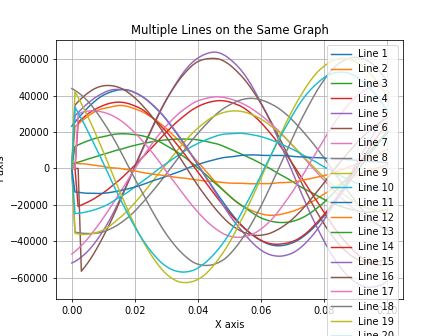 Multiple Lines on the Same Graph
60000
40000
20000
0
−20000
−40000
−60000
0.00
0.02
0.04
0.06
X axis
Line 1
Line 2
Line 3
Line 4
Line 5
Line 6
Line 7
Line 8
Line 9
Line 10
Line 11
Line 12
Line 13
Line 14
Line 15
Line 16
Line 17
Line 18
Line 19